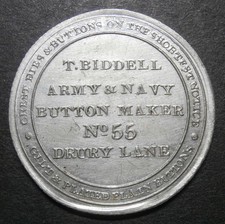 CREST DIES & BUTTONS ON THE SHORTEST NOTICE
T. BIDDELL
ARMY & NAVY
BUTTON MAKER
No 55
DRURY LANE
GILT & PLATED PLAIN BUTTONS